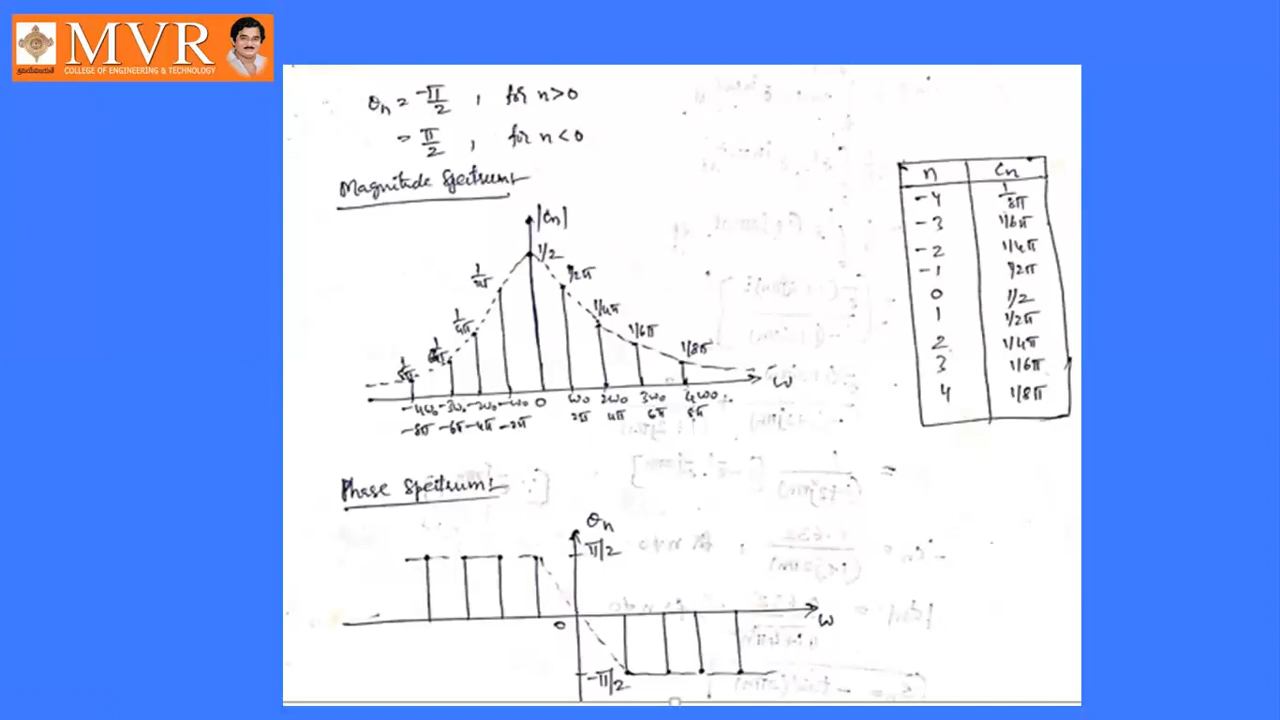 MVR
COLLEGE OF ENGINEERING & TECHNOLOGY
θn = -π/2 , for n>0
= π/2 , for n<0
Magnitude Spectrum:
|Cn|
1/2
1/2π 1/2π
1/4π 1/4π
1/6π 1/6π
1/8π 1/8π
ω
-4ω0 -3ω0 -2ω0 -ω0 0 ω0 2ω0 3ω0 4ω0
-8π -6π -4π -2π 2π 4π 6π 8π
n Cn
-4 1/8π
-3 1/6π
-2 1/4π
-1 1/2π
0 1/2
1 1/2π
2 1/4π
3 1/6π
4 1/8π
Phase Spectrum:
θn
π/2
0 ω
-π/2